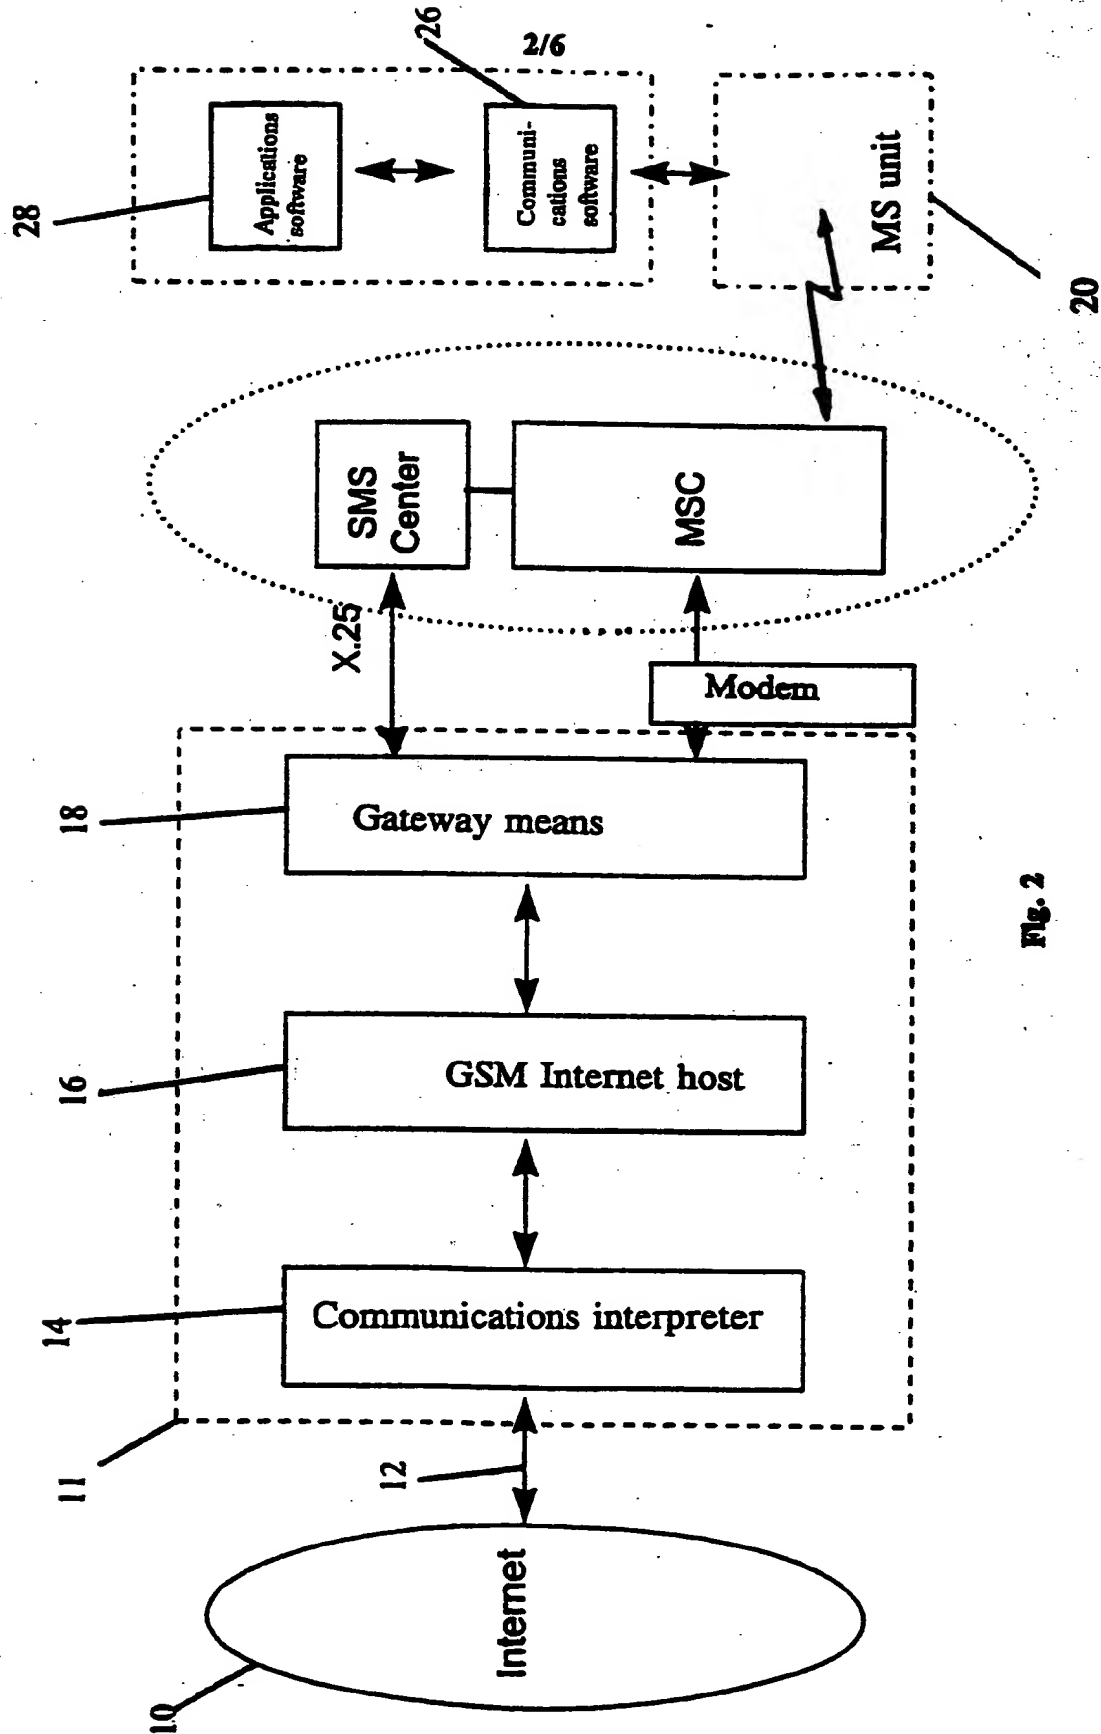 2/6
26
28
Applications
software
Communi-
cations
software
MS unit
20
SMS
Center
MSC
X.25
Modem
18
Gateway means
16
GSM Internet host
14
Communications interpreter
11
12
Internet
10
Fig. 2